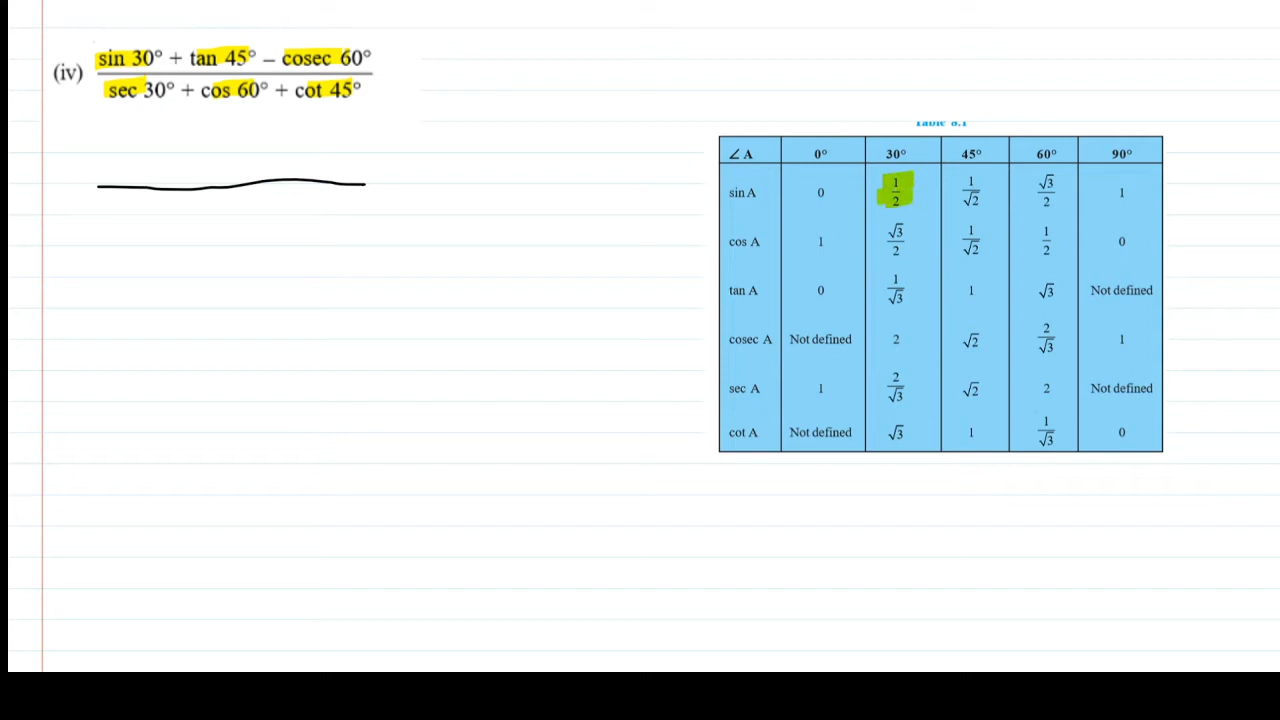 (iv) sin 30° + tan 45° – cosec 60°
sec 30° + cos 60° + cot 45°
Table 8.1
∠ A 0° 30° 45° 60° 90°
sin A 0 1/2 1/√2 √3/2 1
cos A 1 √3/2 1/√2 1/2 0
tan A 0 1/√3 1 √3 Not defined
cosec A Not defined 2 √2 2/√3 1
sec A 1 2/√3 √2 2 Not defined
cot A Not defined √3 1 1/√3 0